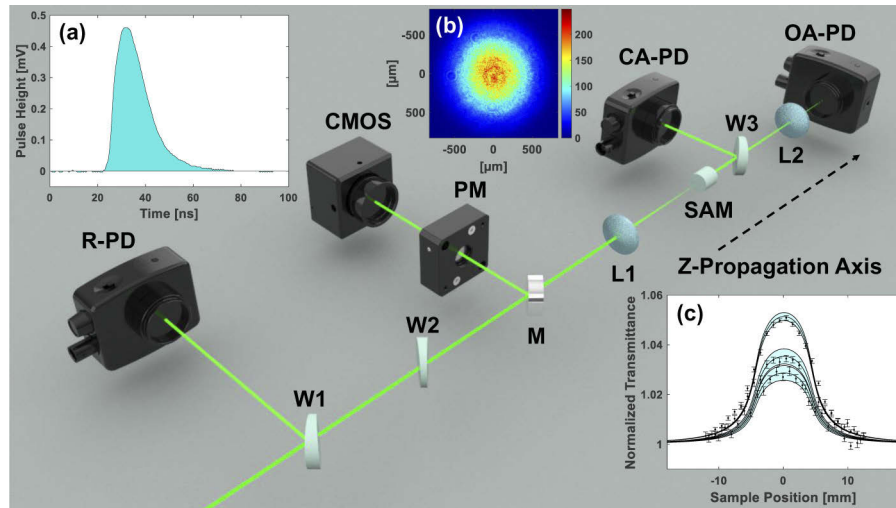 (a)
0.5
0.4
0.3
0.2
0.1
0
Pulse Height [mV]
0 20 40 60 80 100
Time [ns]
(b)
-500
0
500
[µm]
-500 0 500
[µm]
200
150
100
50
0
CA-PD
OA-PD
CMOS
PM
W3
L2
SAM
L1
Z-Propagation Axis
R-PD
W2
M
W1
(c)
1.06
1.04
1.02
1
Normalized Transmittance
-10 0 10
Sample Position [mm]